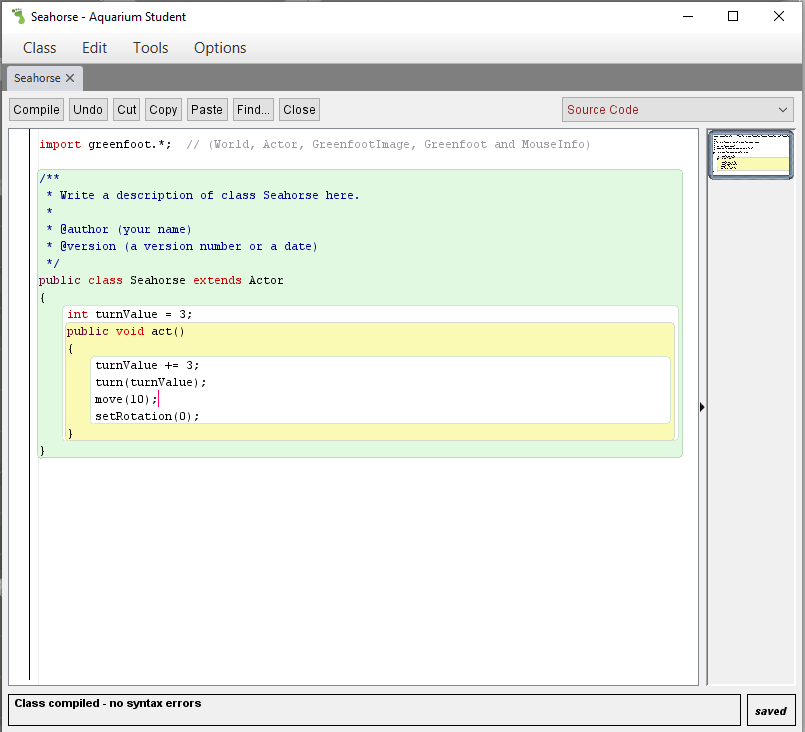 Seahorse - Aquarium Student
Class Edit Tools Options
Seahorse
Compile Undo Cut Copy Paste Find... Close Source Code
import greenfoot.*;  // (World, Actor, GreenfootImage, Greenfoot and MouseInfo)
/**
 * Write a description of class Seahorse here.
 *
 * @author (your name)
 * @version (a version number or a date)
 */
public class Seahorse extends Actor
{
    int turnValue = 3;
    public void act()
    {
        turnValue += 3;
        turn(turnValue);
        move(10);
        setRotation(0);
    }
}
Class compiled - no syntax errors
saved